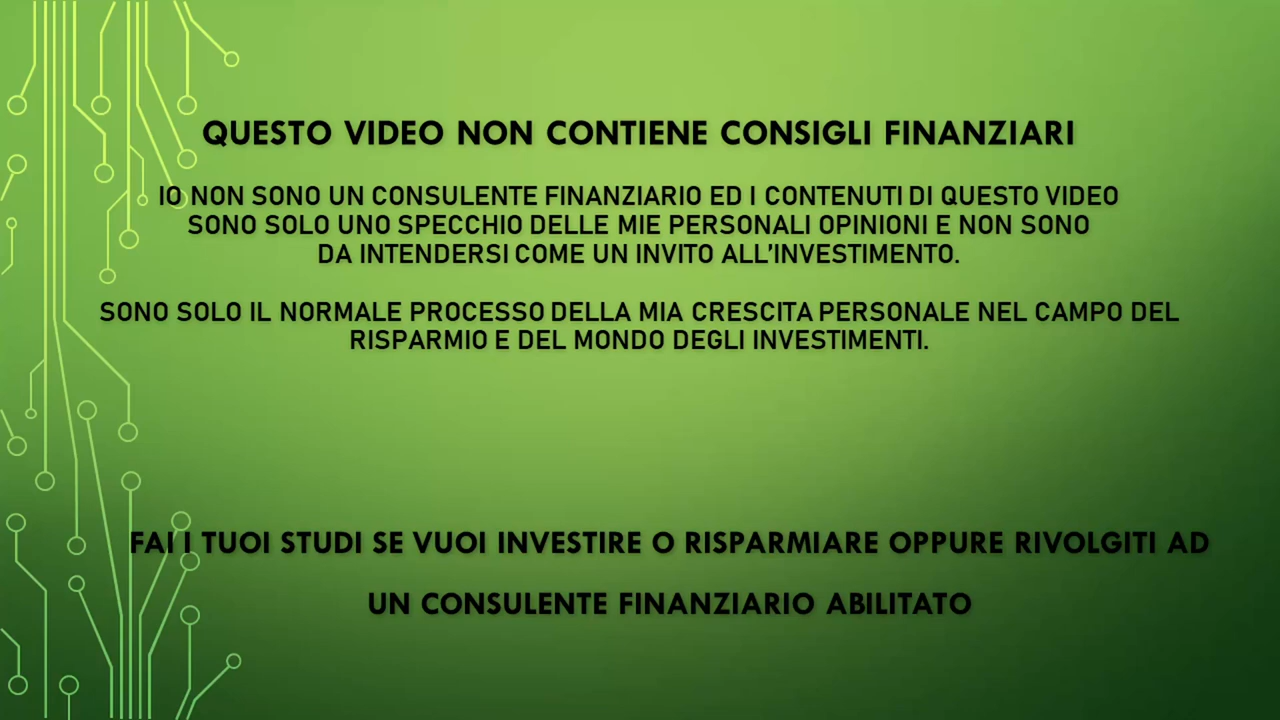 QUESTO VIDEO NON CONTIENE CONSIGLI FINANZIARI
IO NON SONO UN CONSULENTE FINANZIARIO ED I CONTENUTI DI QUESTO VIDEO
SONO SOLO UNO SPECCHIO DELLE MIE PERSONALI OPINIONI E NON SONO
DA INTENDERSI COME UN INVITO ALL'INVESTIMENTO.
SONO SOLO IL NORMALE PROCESSO DELLA MIA CRESCITA PERSONALE NEL CAMPO DEL
RISPARMIO E DEL MONDO DEGLI INVESTIMENTI.
FAI I TUOI STUDI SE VUOI INVESTIRE O RISPARMIARE OPPURE RIVOLGITI AD
UN CONSULENTE FINANZIARIO ABILITATO